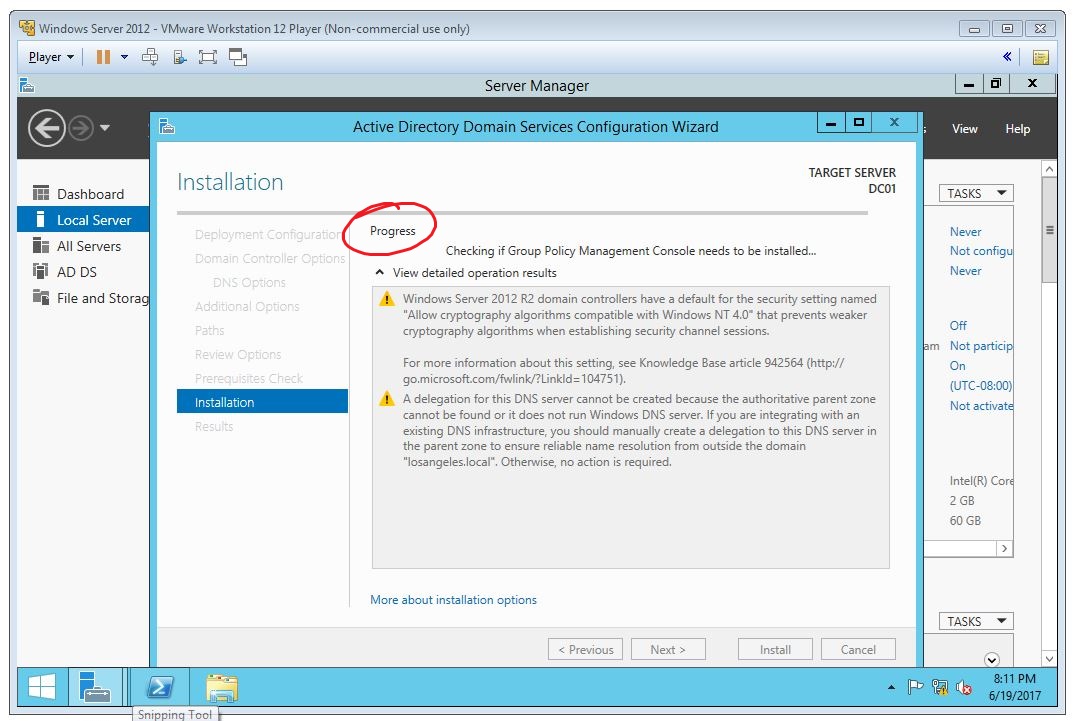 Windows Server 2012 - VMware Workstation 12 Player (Non-commercial use only)
Player
Server Manager
Active Directory Domain Services Configuration Wizard
View
Help
Dashboard
Local Server
All Servers
AD DS
File and Storag
Installation
TARGET SERVER
DC01
Deployment Configuration
Domain Controller Options
DNS Options
Additional Options
Paths
Review Options
Prerequisites Check
Installation
Results
Progress
Checking if Group Policy Management Console needs to be installed...
View detailed operation results
Windows Server 2012 R2 domain controllers have a default for the security setting named
"Allow cryptography algorithms compatible with Windows NT 4.0" that prevents weaker
cryptography algorithms when establishing security channel sessions.
For more information about this setting, see Knowledge Base article 942564 (http://
go.microsoft.com/fwlink/?LinkId=104751).
A delegation for this DNS server cannot be created because the authoritative parent zone
cannot be found or it does not run Windows DNS server. If you are integrating with an
existing DNS infrastructure, you should manually create a delegation to this DNS server in
the parent zone to ensure reliable name resolution from outside the domain
"losangeles.local". Otherwise, no action is required.
More about installation options
< Previous
Next >
Install
Cancel
TASKS
Never
Not configu
Never
Off
am Not particip
On
(UTC-08:00)
Not activate
Intel(R) Core
2 GB
60 GB
TASKS
8:11 PM
6/19/2017
Snipping Tool